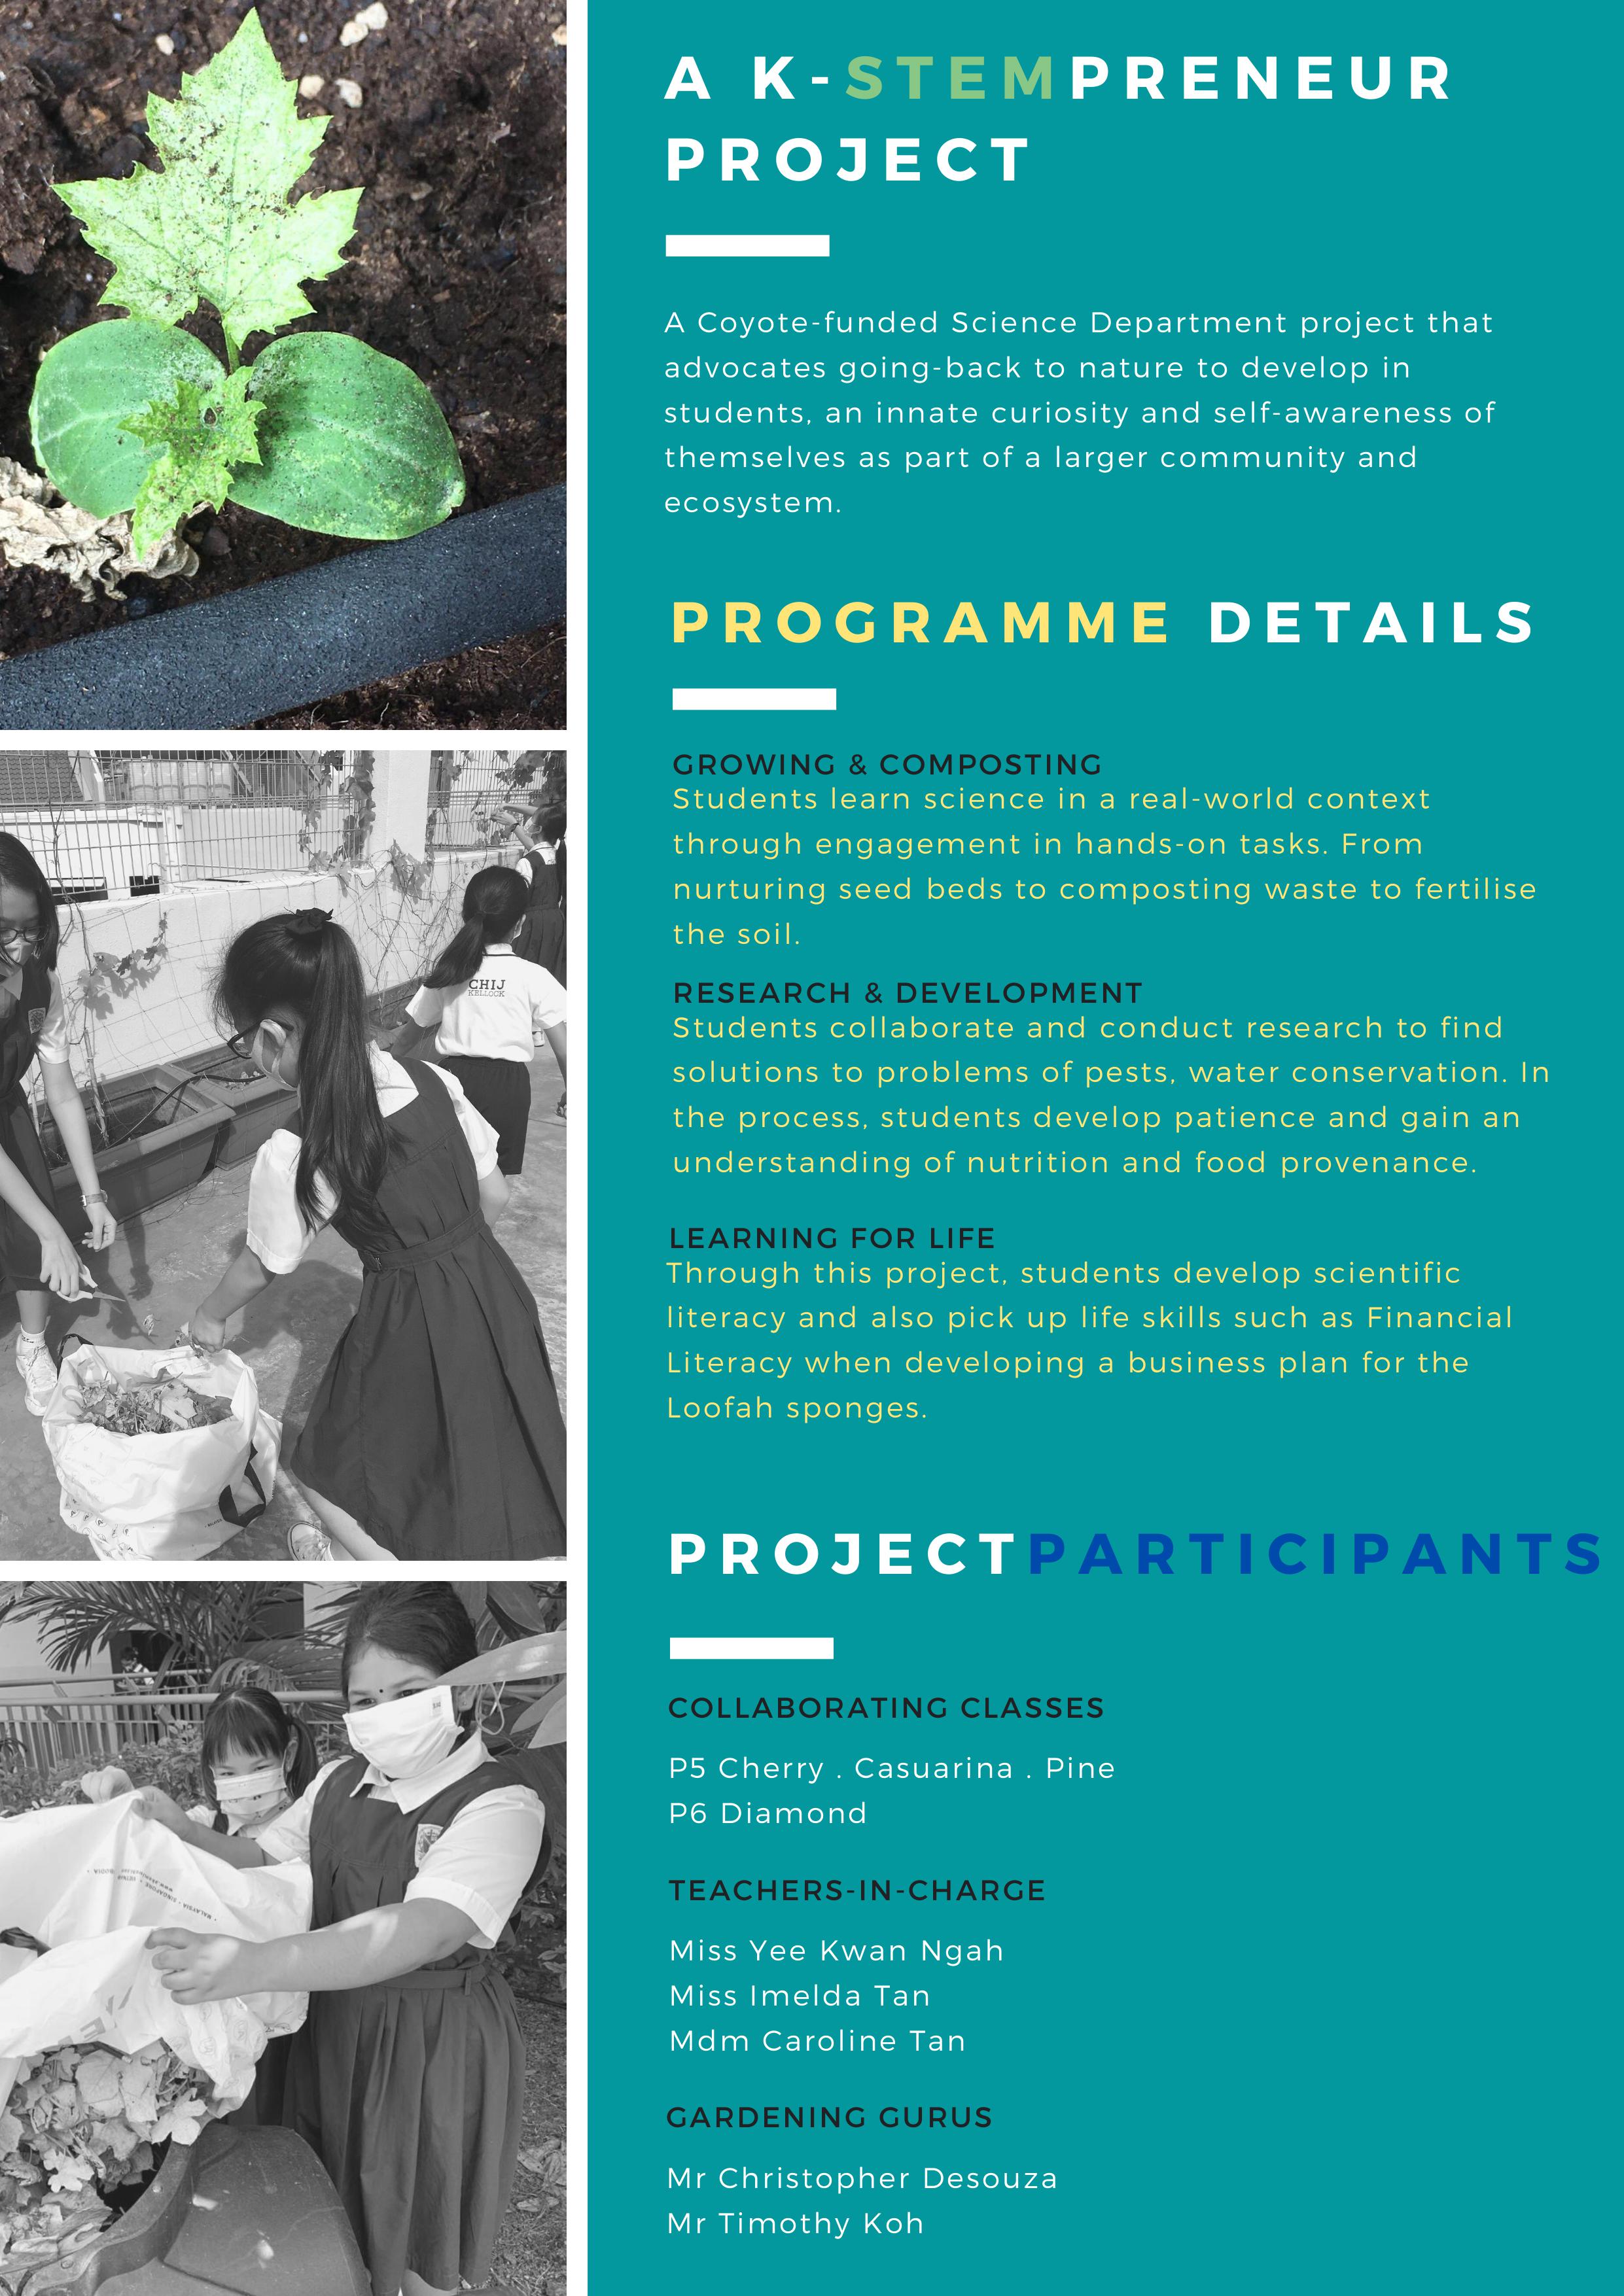 A K-STEMPRENEUR
PROJECT
A Coyote-funded Science Department project that
advocates going-back to nature to develop in
students, an innate curiosity and self-awareness of
themselves as part of a larger community and
ecosystem.
PROGRAMME DETAILS
GROWING & COMPOSTING
Students learn science in a real-world context
through engagement in hands-on tasks. From
nurturing seed beds to composting waste to fertilise
the soil.
RESEARCH & DEVELOPMENT
Students collaborate and conduct research to find
solutions to problems of pests, water conservation. In
the process, students develop patience and gain an
understanding of nutrition and food provenance.
LEARNING FOR LIFE
Through this project, students develop scientific
literacy and also pick up life skills such as Financial
Literacy when developing a business plan for the
Loofah sponges.
PROJECT PARTICIPANTS
COLLABORATING CLASSES
P5 Cherry . Casuarina . Pine
P6 Diamond
TEACHERS-IN-CHARGE
Miss Yee Kwan Ngah
Miss Imelda Tan
Mdm Caroline Tan
GARDENING GURUS
Mr Christopher Desouza
Mr Timothy Koh
CHIJ
KELLOCK
MALAYSIA • SINGAPORE